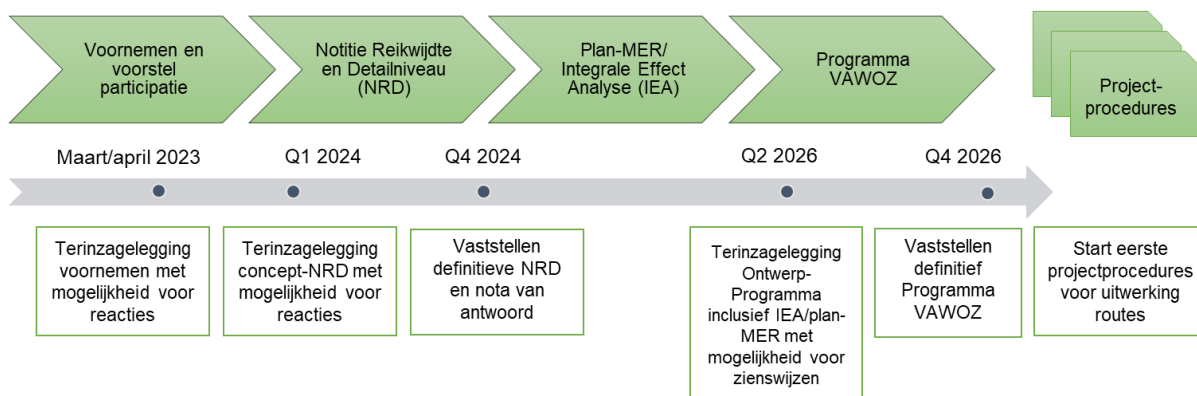 Voornemen en
voorstel
participatie
Notitie Reikwijdte
en Detailniveau
(NRD)
Plan-MER/
Integrale Effect
Analyse (IEA)
Programma
VAWOZ
Project-
procedures
Maart/april 2023
Q1 2024
Q4 2024
Q2 2026
Q4 2026
Terinzagelegging
voornemen met
mogelijkheid voor
reacties
Terinzagelegging
concept-NRD met
mogelijkheid voor
reacties
Vaststellen
definitieve NRD
en nota van
antwoord
Terinzagelegging
Ontwerp-
Programma
inclusief IEA/plan-
MER met
mogelijkheid voor
zienswijzen
Vaststellen
definitief
Programma
VAWOZ
Start eerste
projectprocedures
voor uitwerking
routes